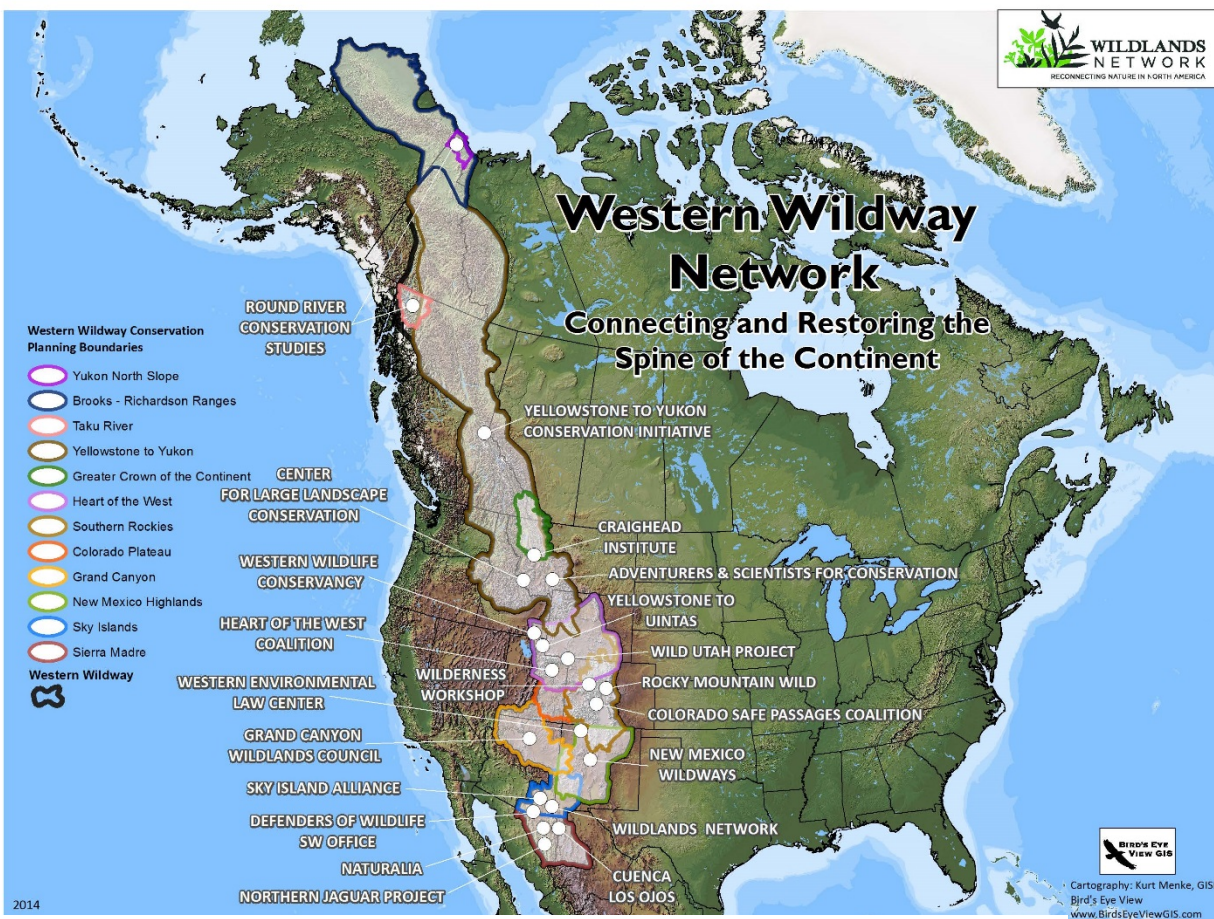 WILDLANDS
NETWORK
RECONNECTING NATURE IN NORTH AMERICA
Western Wildway
Network
Connecting and Restoring the
Spine of the Continent
Western Wildway Conservation
Planning Boundaries
Yukon North Slope
Brooks - Richardson Ranges
Taku River
Yellowstone to Yukon
Greater Crown of the Continent
Heart of the West
Southern Rockies
Colorado Plateau
Grand Canyon
New Mexico Highlands
Sky Islands
Sierra Madre
Western Wildway
ROUND RIVER
CONSERVATION
STUDIES
YELLOWSTONE TO YUKON
CONSERVATION INITIATIVE
CENTER
FOR LARGE LANDSCAPE
CONSERVATION
CRAIGHEAD
INSTITUTE
WESTERN WILDLIFE
CONSERVANCY
ADVENTURERS & SCIENTISTS FOR CONSERVATION
YELLOWSTONE TO
UINTAS
HEART OF THE WEST
COALITION
WILD UTAH PROJECT
WILDERNESS
WORKSHOP
ROCKY MOUNTAIN WILD
WESTERN ENVIRONMENTAL
LAW CENTER
COLORADO SAFE PASSAGES COALITION
GRAND CANYON
WILDLANDS COUNCIL
NEW MEXICO
WILDWAYS
SKY ISLAND ALLIANCE
DEFENDERS OF WILDLIFE
SW OFFICE
WILDLANDS NETWORK
NATURALIA
CUENCA
LOS OJOS
NORTHERN JAGUAR PROJECT
BIRD'S EYE
VIEW GIS
Cartography: Kurt Menke, GISP
Bird's Eye View
www.BirdsEyeViewGIS.com
2014